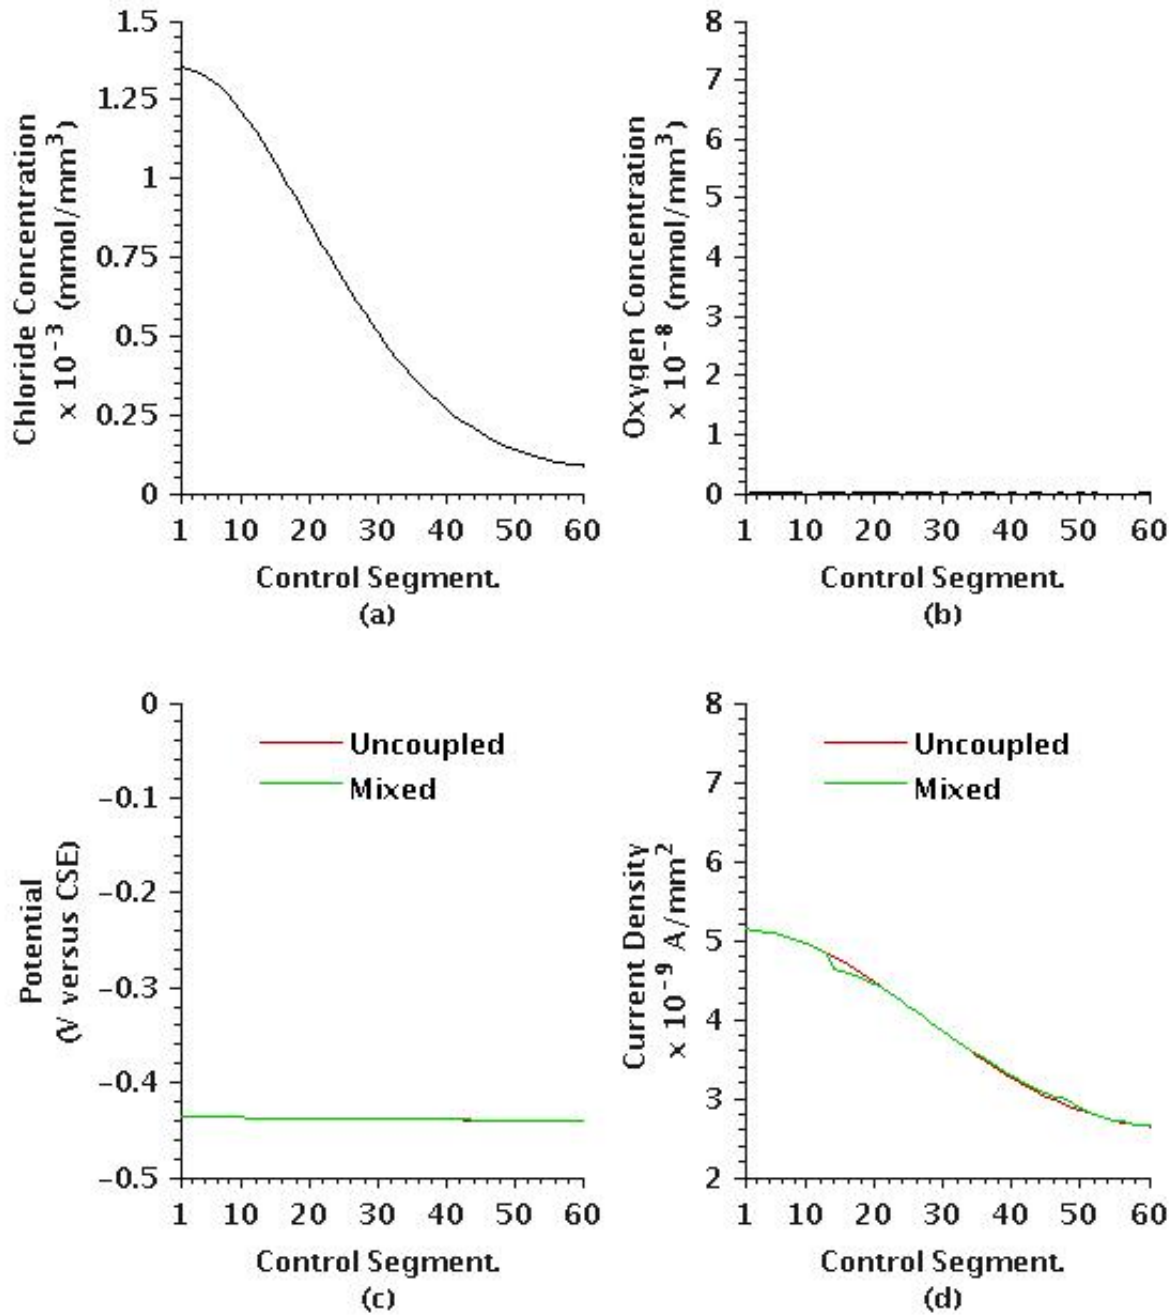 Chloride Concentration
x 10⁻³ (mmol/mm³)
1.5
1.25
1
0.75
0.5
0.25
0
1 10 20 30 40 50 60
Control Segment.
(a)
Oxygen Concentration
x 10⁻⁸ (mmol/mm³)
8
7
6
5
4
3
2
1
0
1 10 20 30 40 50 60
Control Segment.
(b)
Potential
(V versus CSE)
0
−0.1
−0.2
−0.3
−0.4
−0.5
Uncoupled
Mixed
1 10 20 30 40 50 60
Control Segment.
(c)
Current Density
x 10⁻⁹ A/mm²
8
7
6
5
4
3
2
Uncoupled
Mixed
1 10 20 30 40 50 60
Control Segment.
(d)